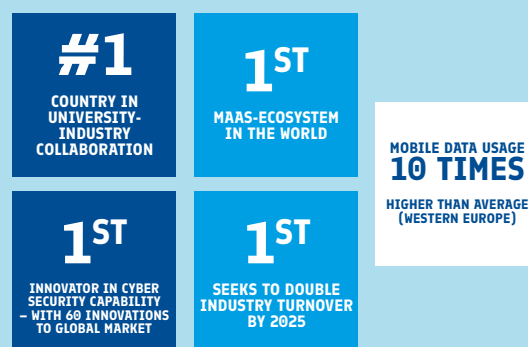 #1
COUNTRY IN
UNIVERSITY-
INDUSTRY
COLLABORATION
1ST
MAAS-ECOSYSTEM
IN THE WORLD
MOBILE DATA USAGE
10 TIMES
HIGHER THAN AVERAGE
(WESTERN EUROPE)
1ST
INNOVATOR IN CYBER
SECURITY CAPABILITY
– WITH 60 INNOVATIONS
TO GLOBAL MARKET
1ST
SEEKS TO DOUBLE
INDUSTRY TURNOVER
BY 2025